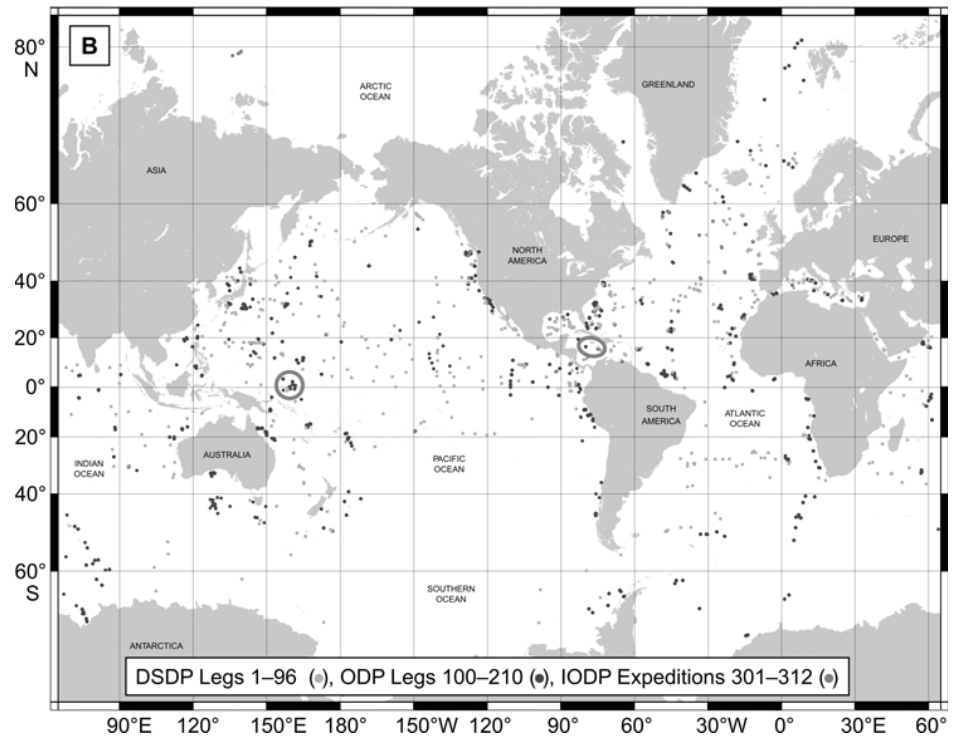 B
80°
N
ARCTIC
OCEAN
GREENLAND
ASIA
60°
NORTH
AMERICA
EUROPE
40°
20°
AFRICA
0°
SOUTH
AMERICA
ATLANTIC
OCEAN
20°
AUSTRALIA
INDIAN
OCEAN
PACIFIC
OCEAN
40°
60°
S
SOUTHERN
OCEAN
ANTARCTICA
DSDP Legs 1–96 ( ), ODP Legs 100–210 ( ), IODP Expeditions 301–312 ( )
90° E 120° 150° 180° 150° 120° 90° 60° 30° W 0° 30° E 60°